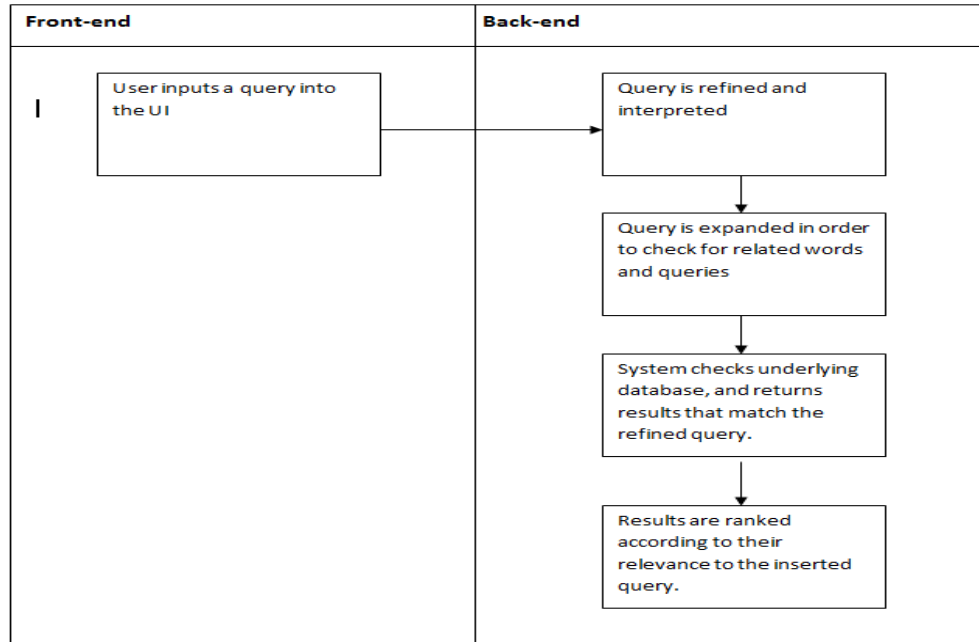 Front-end
Back-end
User inputs a query into
the UI
Query is refined and
interpreted
Query is expanded in order
to check for related words
and queries
System checks underlying
database, and returns
results that match the
refined query.
Results are ranked
according to their
relevance to the inserted
query.